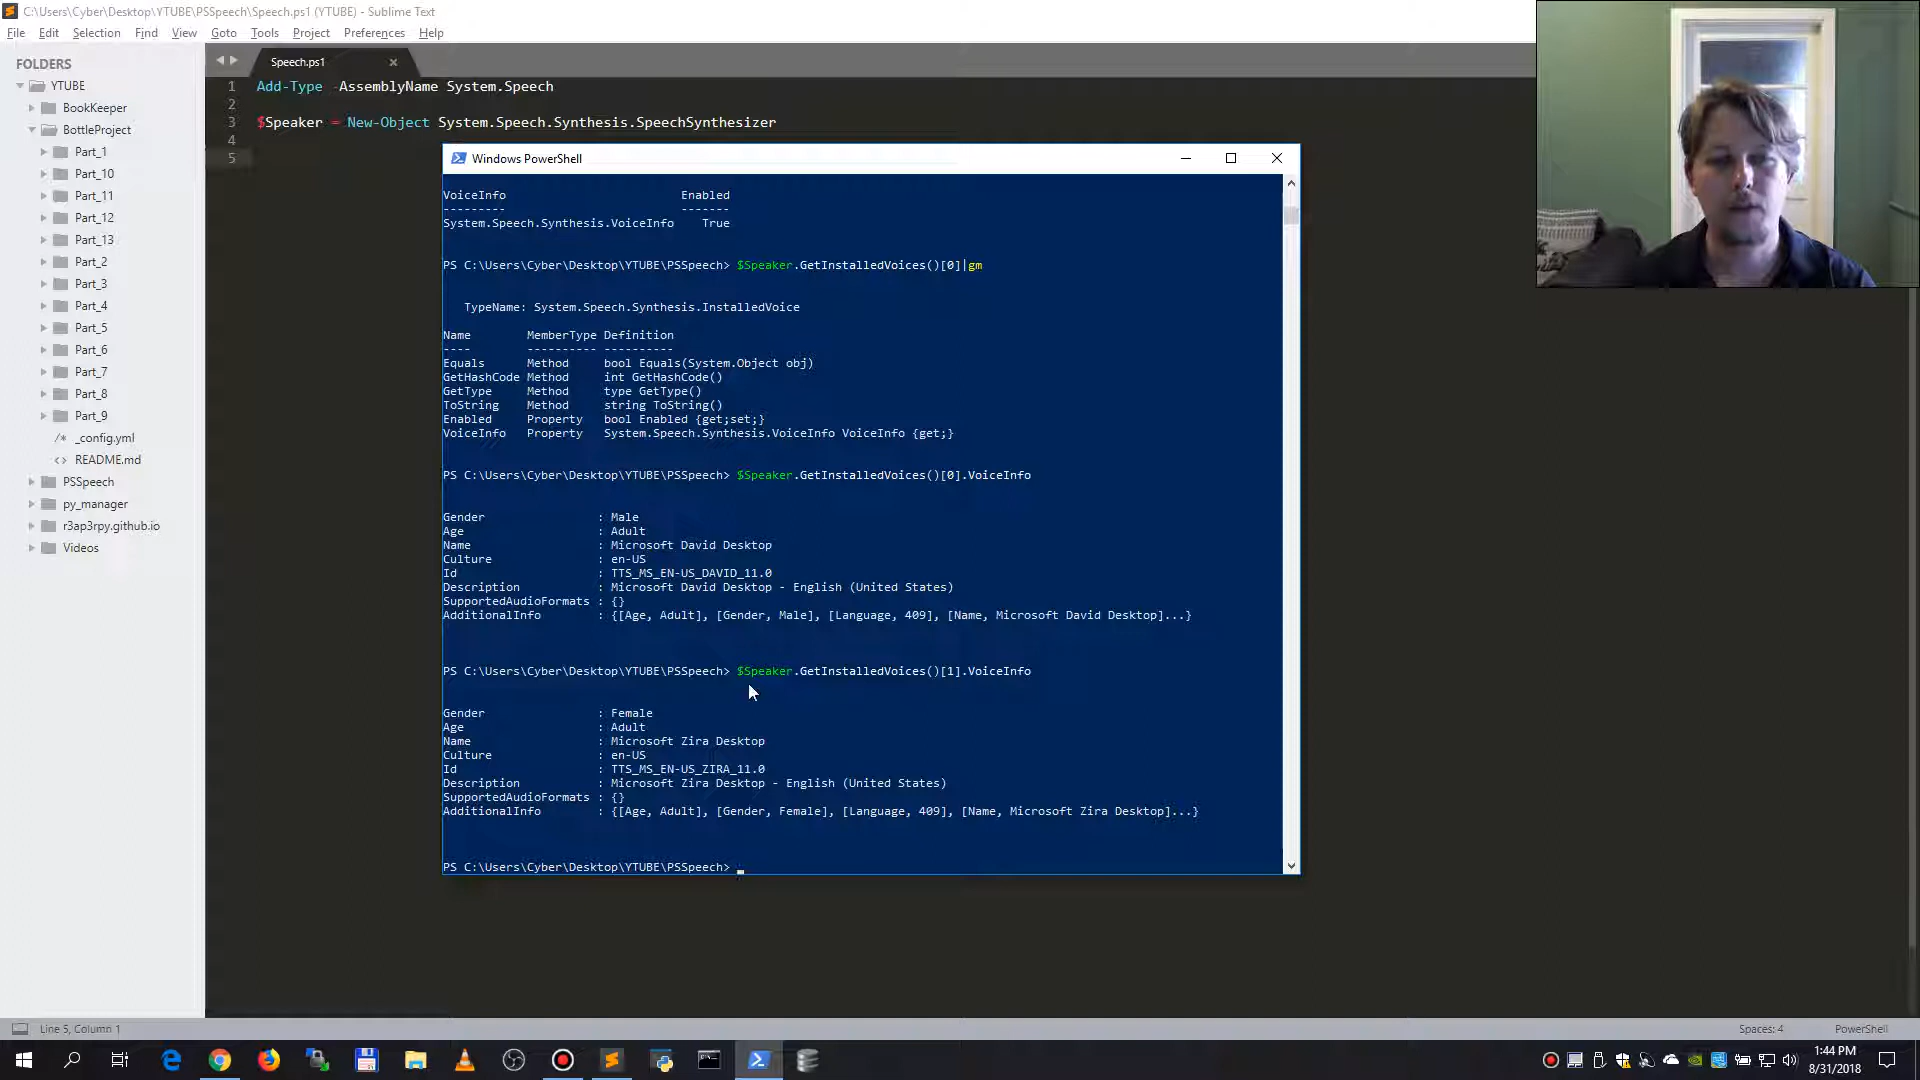 C:\Users\Cyber\Desktop\YTUBE\PSSpeech\Speech.ps1 (YTUBE) - Sublime Text
File Edit Selection Find View Goto Tools Project Preferences Help
FOLDERS
YTUBE
BookKeeper
BottleProject
Part_1
Part_10
Part_11
Part_12
Part_13
Part_2
Part_3
Part_4
Part_5
Part_6
Part_7
Part_8
Part_9
/* _config.yml
<> README.md
PSSpeech
py_manager
r3ap3rpy.github.io
Videos
Speech.ps1
1 Add-Type -AssemblyName System.Speech
2
3 $Speaker = New-Object System.Speech.Synthesis.SpeechSynthesizer
4
5
Windows PowerShell
VoiceInfo Enabled
--------- -------
System.Speech.Synthesis.VoiceInfo True
PS C:\Users\Cyber\Desktop\YTUBE\PSSpeech> $Speaker.GetInstalledVoices()[0]|gm
TypeName: System.Speech.Synthesis.InstalledVoice
Name MemberType Definition
---- ---------- ----------
Equals Method bool Equals(System.Object obj)
GetHashCode Method int GetHashCode()
GetType Method type GetType()
ToString Method string ToString()
Enabled Property bool Enabled {get;set;}
VoiceInfo Property System.Speech.Synthesis.VoiceInfo VoiceInfo {get;}
PS C:\Users\Cyber\Desktop\YTUBE\PSSpeech> $Speaker.GetInstalledVoices()[0].VoiceInfo
Gender : Male
Age : Adult
Name : Microsoft David Desktop
Culture : en-US
Id : TTS_MS_EN-US_DAVID_11.0
Description : Microsoft David Desktop - English (United States)
SupportedAudioFormats : {}
AdditionalInfo : {[Age, Adult], [Gender, Male], [Language, 409], [Name, Microsoft David Desktop]...}
PS C:\Users\Cyber\Desktop\YTUBE\PSSpeech> $Speaker.GetInstalledVoices()[1].VoiceInfo
Gender : Female
Age : Adult
Name : Microsoft Zira Desktop
Culture : en-US
Id : TTS_MS_EN-US_ZIRA_11.0
Description : Microsoft Zira Desktop - English (United States)
SupportedAudioFormats : {}
AdditionalInfo : {[Age, Adult], [Gender, Female], [Language, 409], [Name, Microsoft Zira Desktop]...}
PS C:\Users\Cyber\Desktop\YTUBE\PSSpeech> _
Line 5, Column 1
Spaces: 4 PowerShell
1:44 PM
8/31/2018